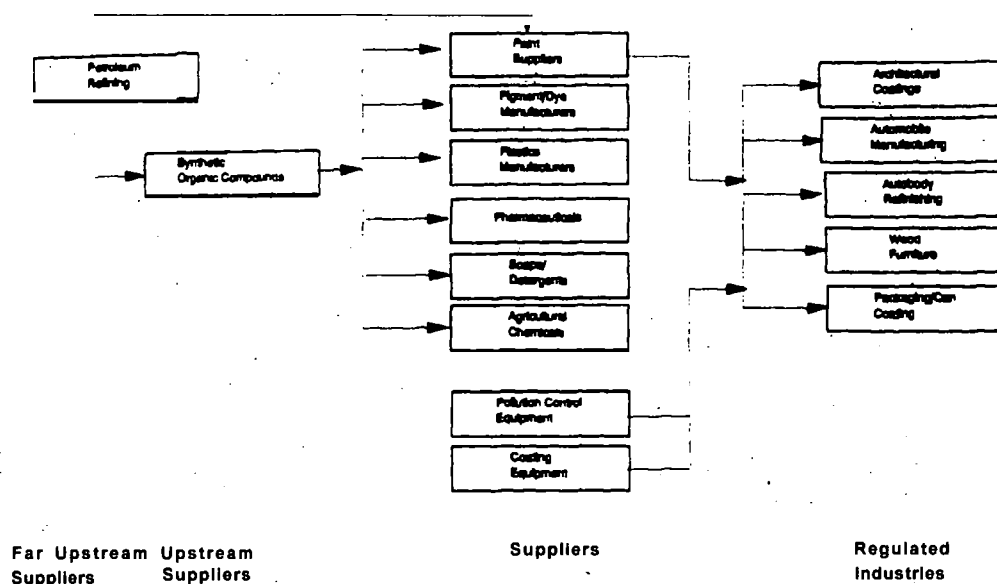 Petroleum
Refining
Synthetic
Organic Compounds
Paint
Suppliers
Pigment/Dye
Manufacturers
Plastics
Manufacturers
Pharmaceuticals
Soaps/
Detergents
Agricultural
Chemicals
Pollution Control
Equipment
Coating
Equipment
Architectural
Coatings
Automobile
Manufacturing
Autobody
Refinishing
Wood
Furniture
Packaging/Can
Coating
Far Upstream
Suppliers
Upstream
Suppliers
Suppliers
Regulated
Industries